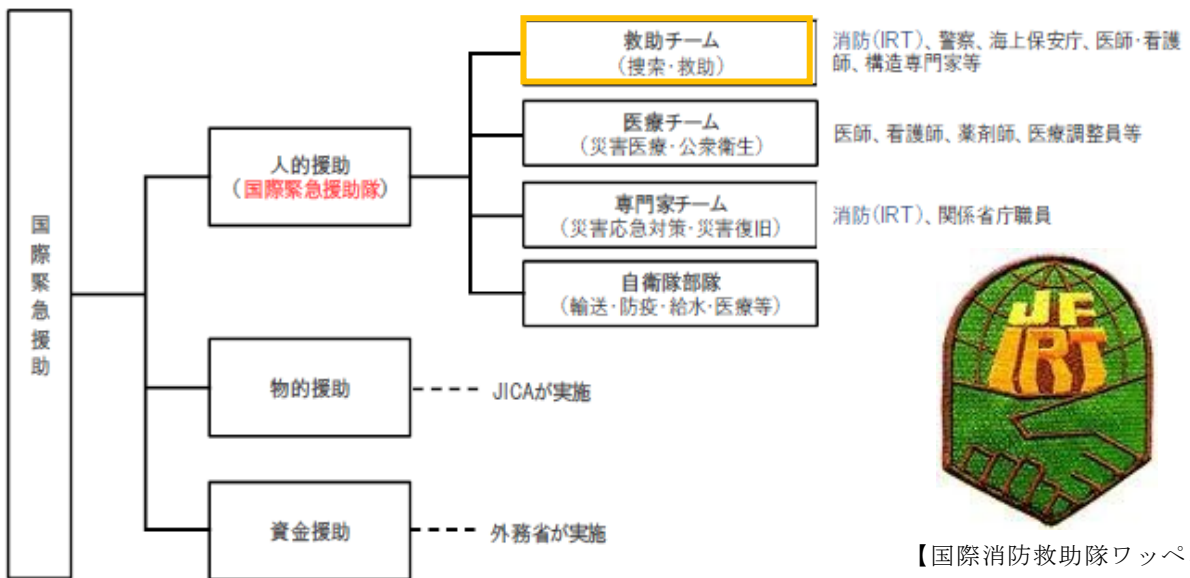 国際緊急援助
人的援助
（国際緊急援助隊）
救助チーム
（捜索・救助）
消防(IRT)、警察、海上保安庁、医師・看護
師、構造専門家等
医療チーム
（災害医療・公衆衛生）
医師、看護師、薬剤師、医療調整員等
専門家チーム
（災害応急対策・災害復旧）
消防(IRT)、関係省庁職員
自衛隊部隊
（輸送・防疫・給水・医療等）
物的援助
JICAが実施
資金援助
外務省が実施
JF
IRT
【国際消防救助隊ワッペ